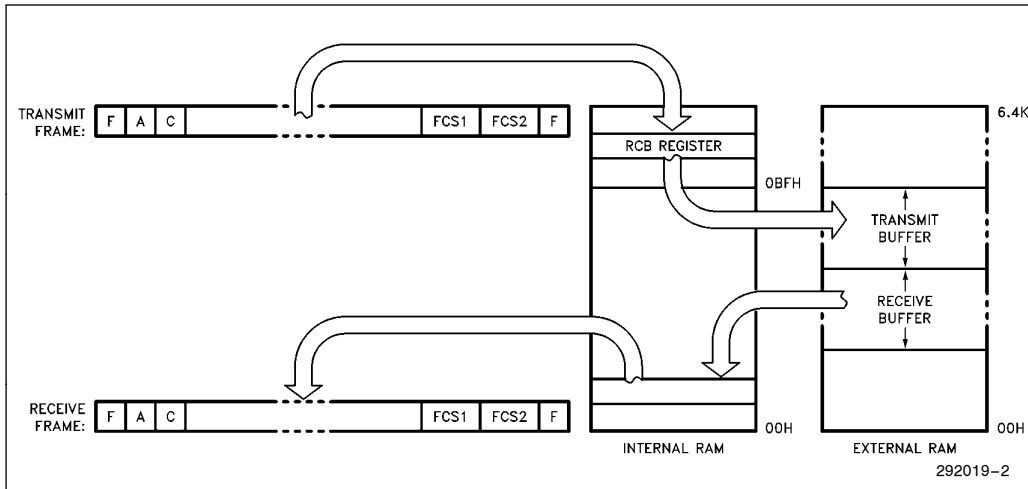 TRANSMIT
FRAME:
F A C FCS1 FCS2 F
RCB REGISTER
0BFH
6.4K
TRANSMIT
BUFFER
RECEIVE
BUFFER
RECEIVE
FRAME:
F A C FCS1 FCS2 F
00H
00H
INTERNAL RAM
EXTERNAL RAM
292019-2